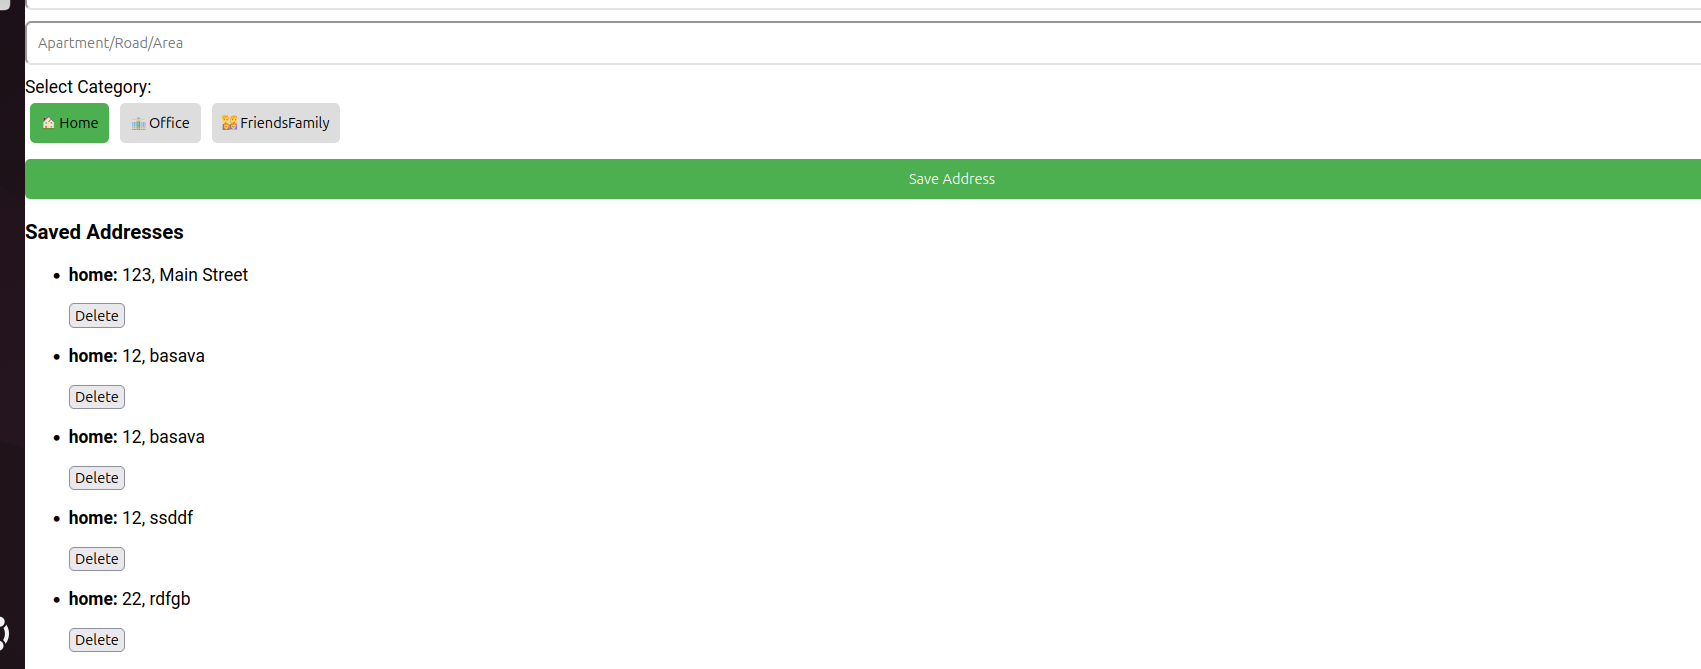 Apartment/Road/Area
Select Category:
Home Office FriendsFamily
Save Address
Saved Addresses
home: 123, Main Street
Delete
home: 12, basava
Delete
home: 12, basava
Delete
home: 12, ssddf
Delete
home: 22, rdfgb
Delete